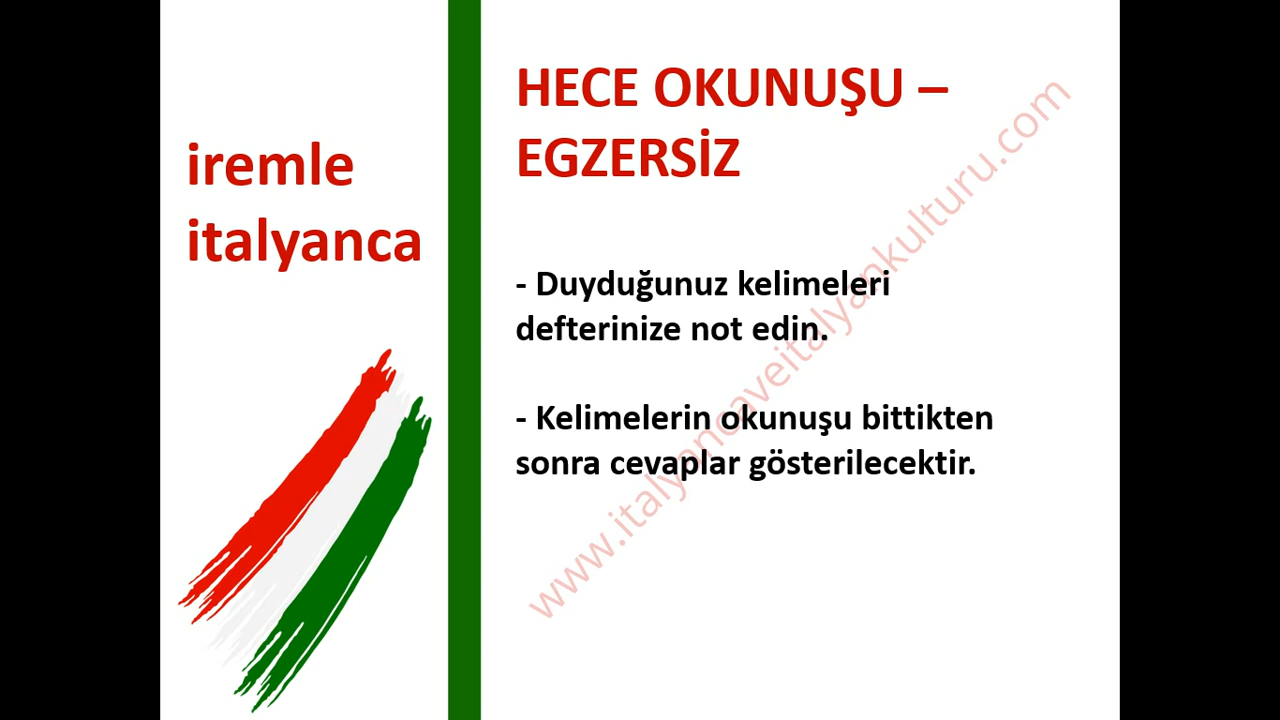 iremle
italyanca
HECE OKUNUŞU –
EGZERSİZ
- Duyduğunuz kelimeleri
defterinize not edin.
- Kelimelerin okunuşu bittikten
sonra cevaplar gösterilecektir.
www.italyancaveitalyankulturu.com